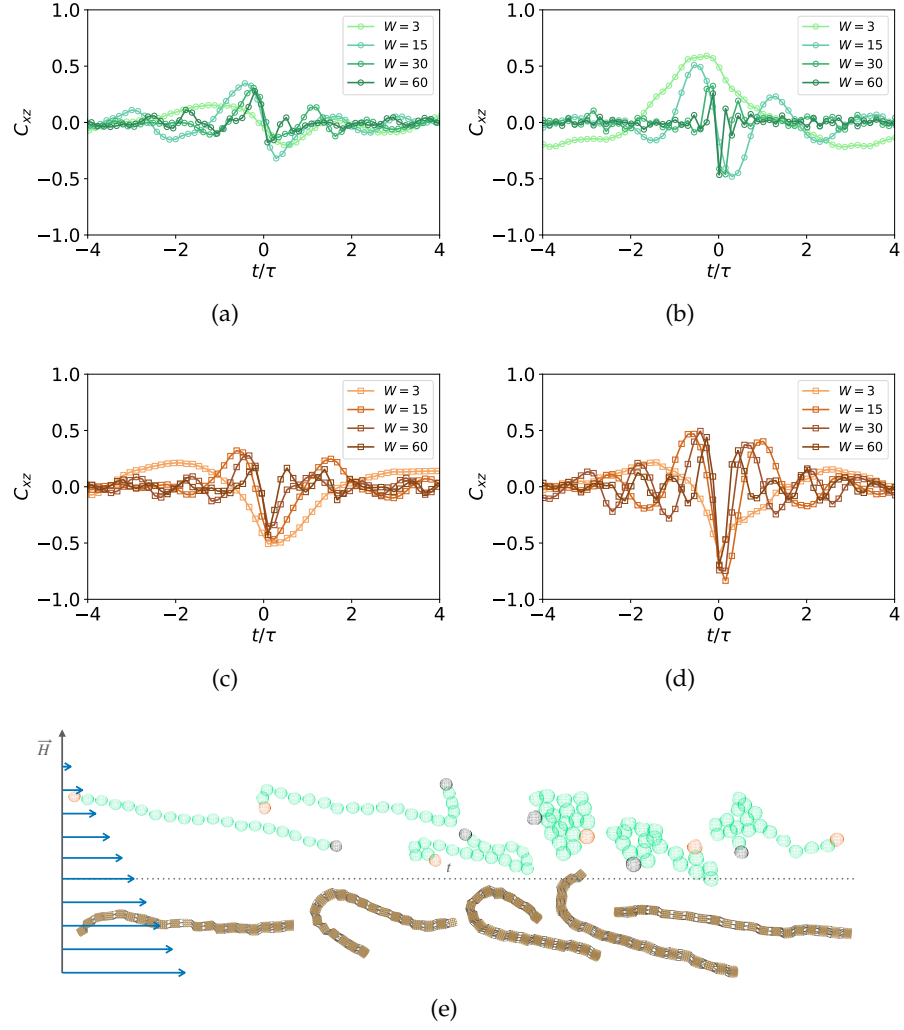 1.0
0.5
0.0
−0.5
−1.0
C_xz
−4 −2 0 2 4
t/τ
W = 3
W = 15
W = 30
W = 60
(a)
1.0
0.5
0.0
−0.5
−1.0
C_xz
−4 −2 0 2 4
t/τ
W = 3
W = 15
W = 30
W = 60
(b)
1.0
0.5
0.0
−0.5
−1.0
C_xz
−4 −2 0 2 4
t/τ
W = 3
W = 15
W = 30
W = 60
(c)
1.0
0.5
0.0
−0.5
−1.0
C_xz
−4 −2 0 2 4
t/τ
W = 3
W = 15
W = 30
W = 60
(d)
H⃗
t
(e)